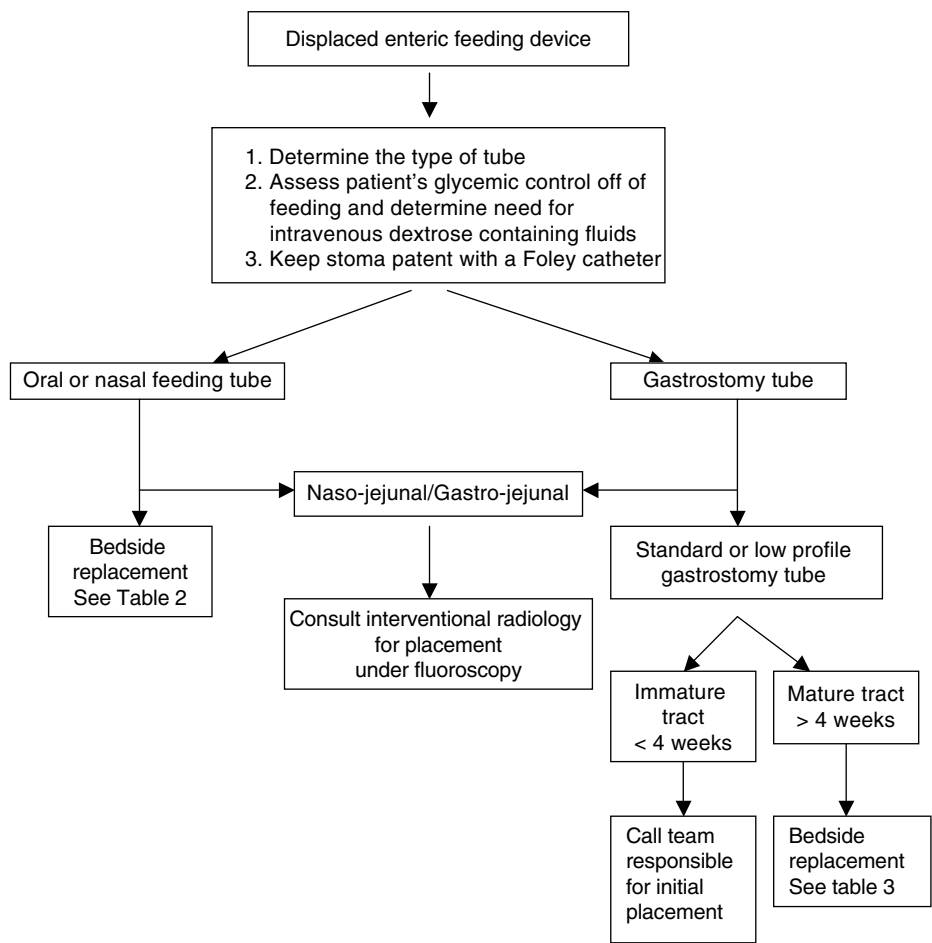 Displaced enteric feeding device
1. Determine the type of tube
2. Assess patient's glycemic control off of
feeding and determine need for
intravenous dextrose containing fluids
3. Keep stoma patent with a Foley catheter
Oral or nasal feeding tube
Gastrostomy tube
Naso-jejunal/Gastro-jejunal
Bedside
replacement
See Table 2
Standard or low profile
gastrostomy tube
Consult interventional radiology
for placement
under fluoroscopy
Immature
tract
< 4 weeks
Mature tract
> 4 weeks
Call team
responsible
for initial
placement
Bedside
replacement
See table 3